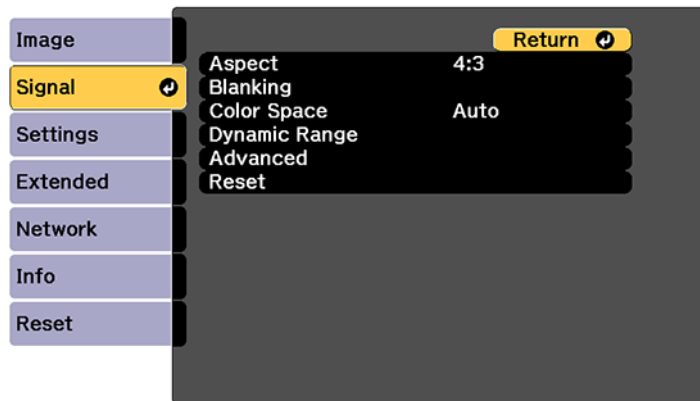 Image
Signal
Settings
Extended
Network
Info
Reset
Return
Aspect 4:3
Blanking
Color Space Auto
Dynamic Range
Advanced
Reset